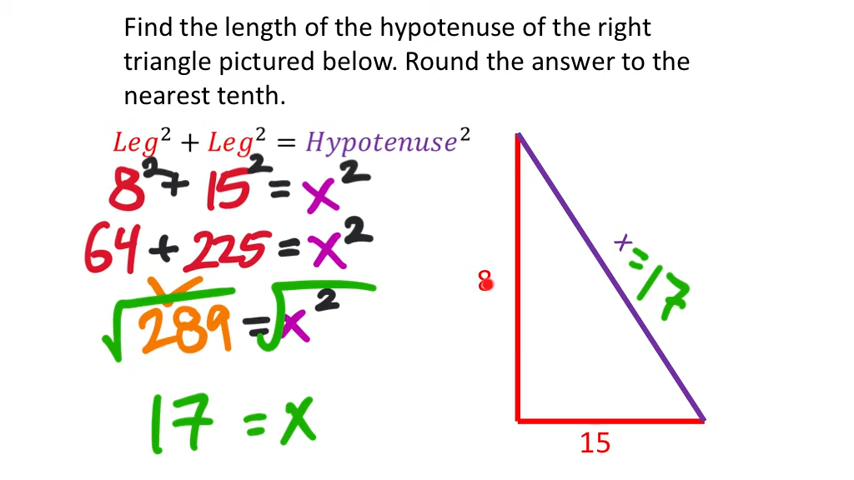 Find the length of the hypotenuse of the right
triangle pictured below. Round the answer to the
nearest tenth.
Leg² + Leg² = Hypotenuse²
8² + 15² = x²
64 + 225 = x²
√289 = √x²
17 = x
8
x = 17
15